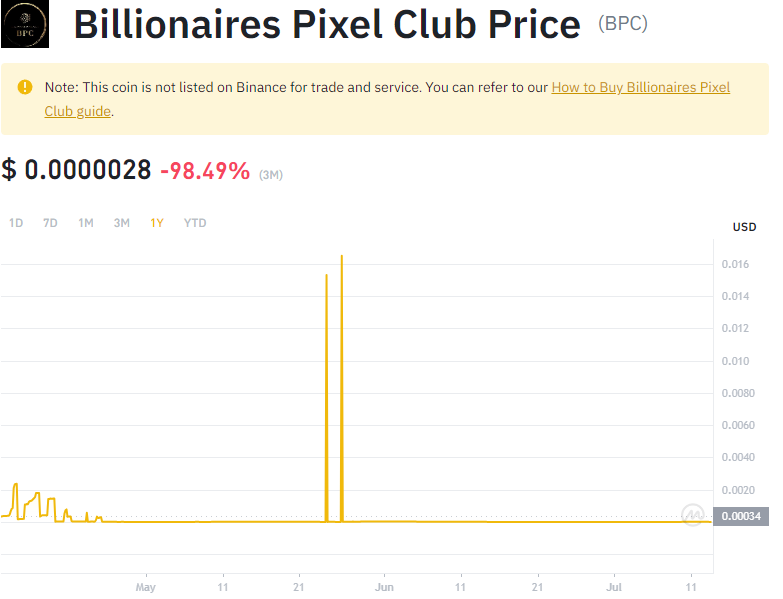 BPC
Billionaires Pixel Club Price (BPC)
Note: This coin is not listed on Binance for trade and service. You can refer to our How to Buy Billionaires Pixel
Club guide.
$ 0.0000028 -98.49% (3M)
1D 7D 1M 3M 1Y YTD
USD
0.016
0.014
0.012
0.010
0.0080
0.0060
0.0040
0.0020
0.00034
May 11 21 Jun 11 21 Jul 11